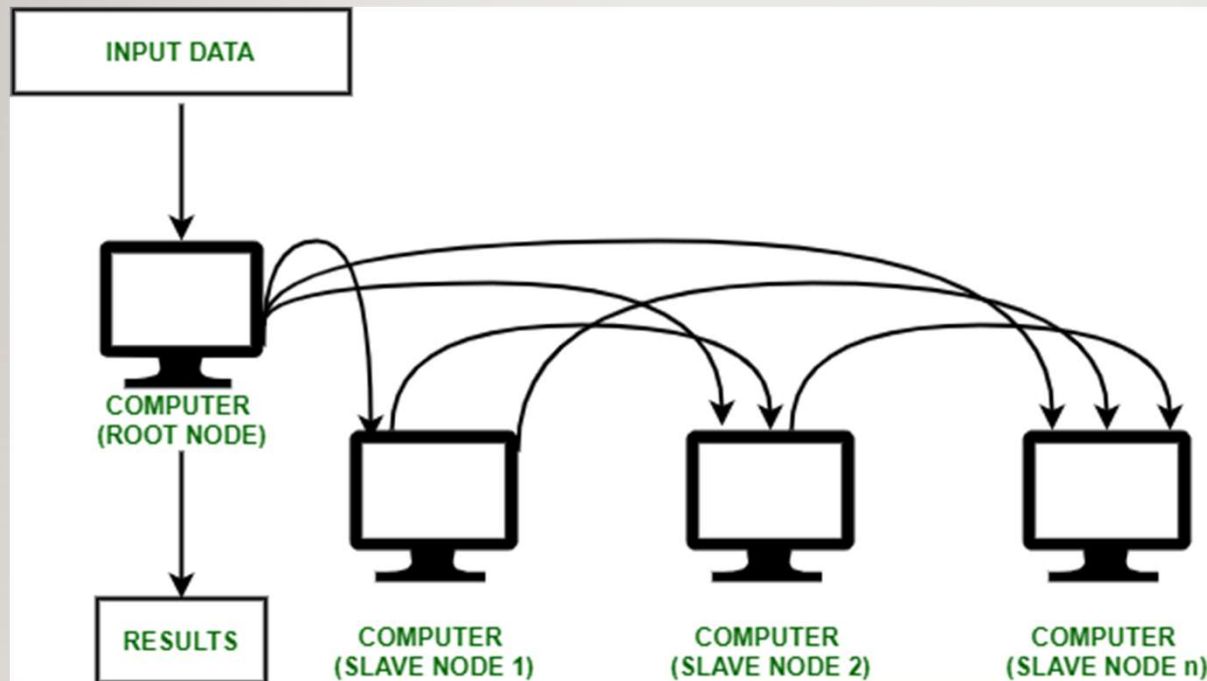 INPUT DATA
COMPUTER
(ROOT NODE)
RESULTS
COMPUTER
(SLAVE NODE 1)
COMPUTER
(SLAVE NODE 2)
COMPUTER
(SLAVE NODE n)